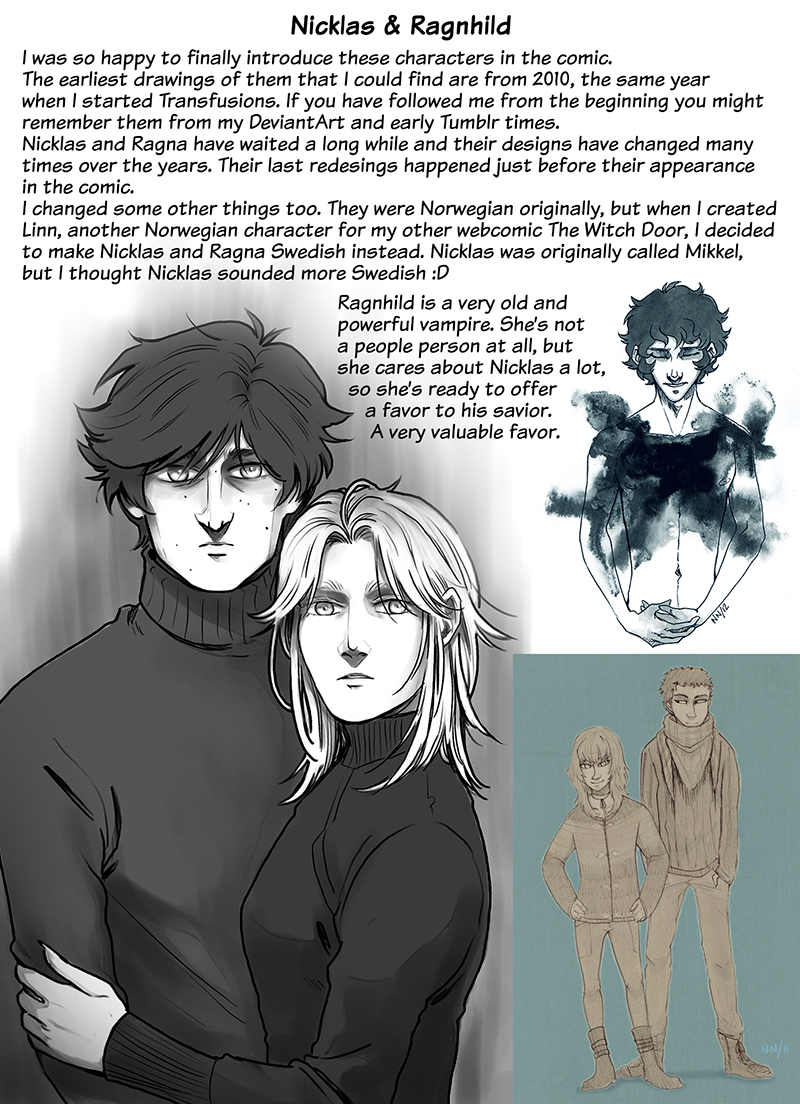 Nicklas & Ragnhild
I was so happy to finally introduce these characters in the comic.
The earliest drawings of them that I could find are from 2010, the same year
when I started Transfusions. If you have followed me from the beginning you might
remember them from my DeviantArt and early Tumblr times.
Nicklas and Ragna have waited a long while and their designs have changed many
times over the years. Their last redesings happened just before their appearance
in the comic.
I changed some other things too. They were Norwegian originally, but when I created
Linn, another Norwegian character for my other webcomic The Witch Door, I decided
to make Nicklas and Ragna Swedish instead. Nicklas was originally called Mikkel,
but I thought Nicklas sounded more Swedish :D
Ragnhild is a very old and
powerful vampire. She's not
a people person at all, but
she cares about Nicklas a lot,
so she's ready to offer
a favor to his savior.
A very valuable favor.
NN/12
NN/11